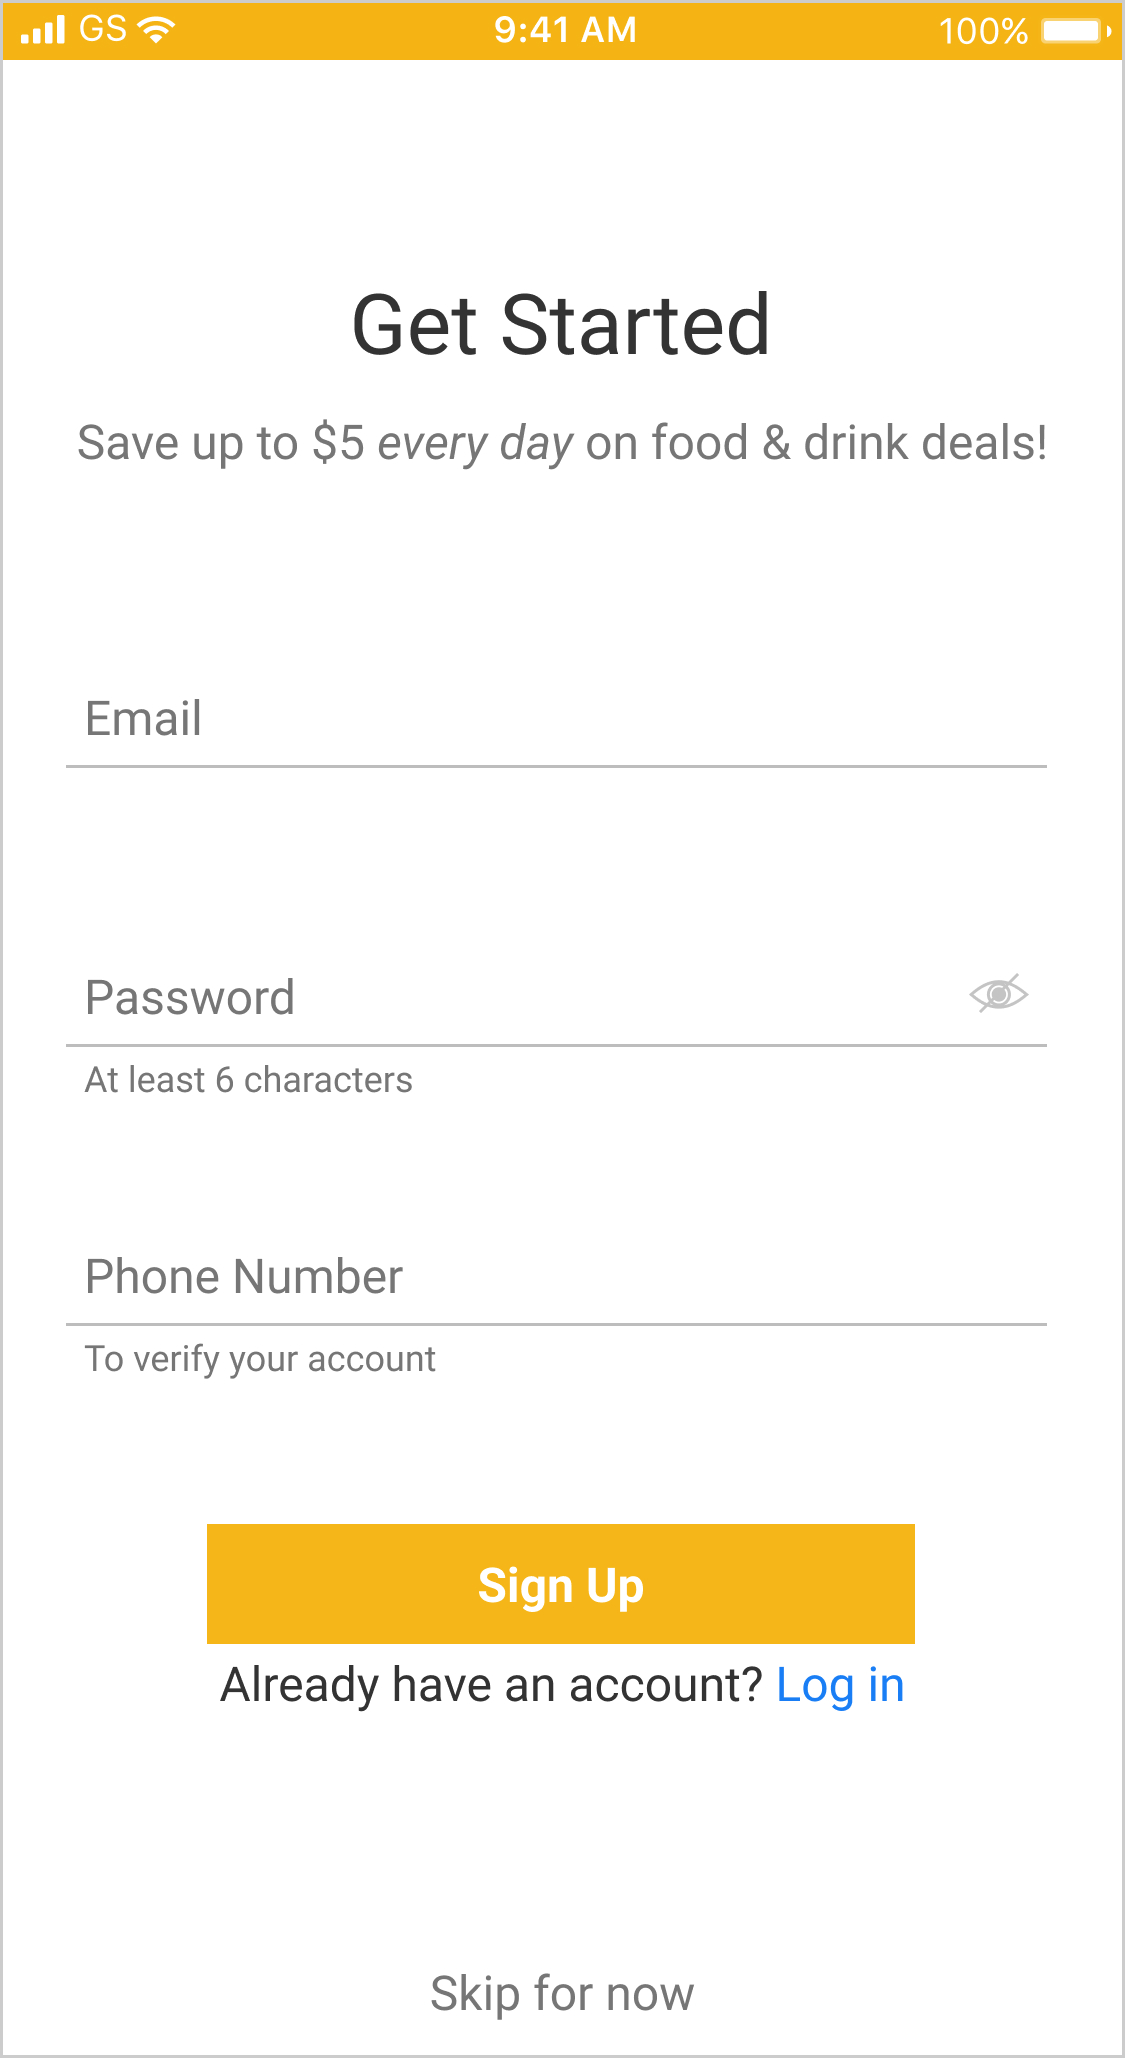 GS 9:41 AM 100%
Get Started
Save up to $5 every day on food & drink deals!
Email
Password
At least 6 characters
Phone Number
To verify your account
Sign Up
Already have an account? Log in
Skip for now